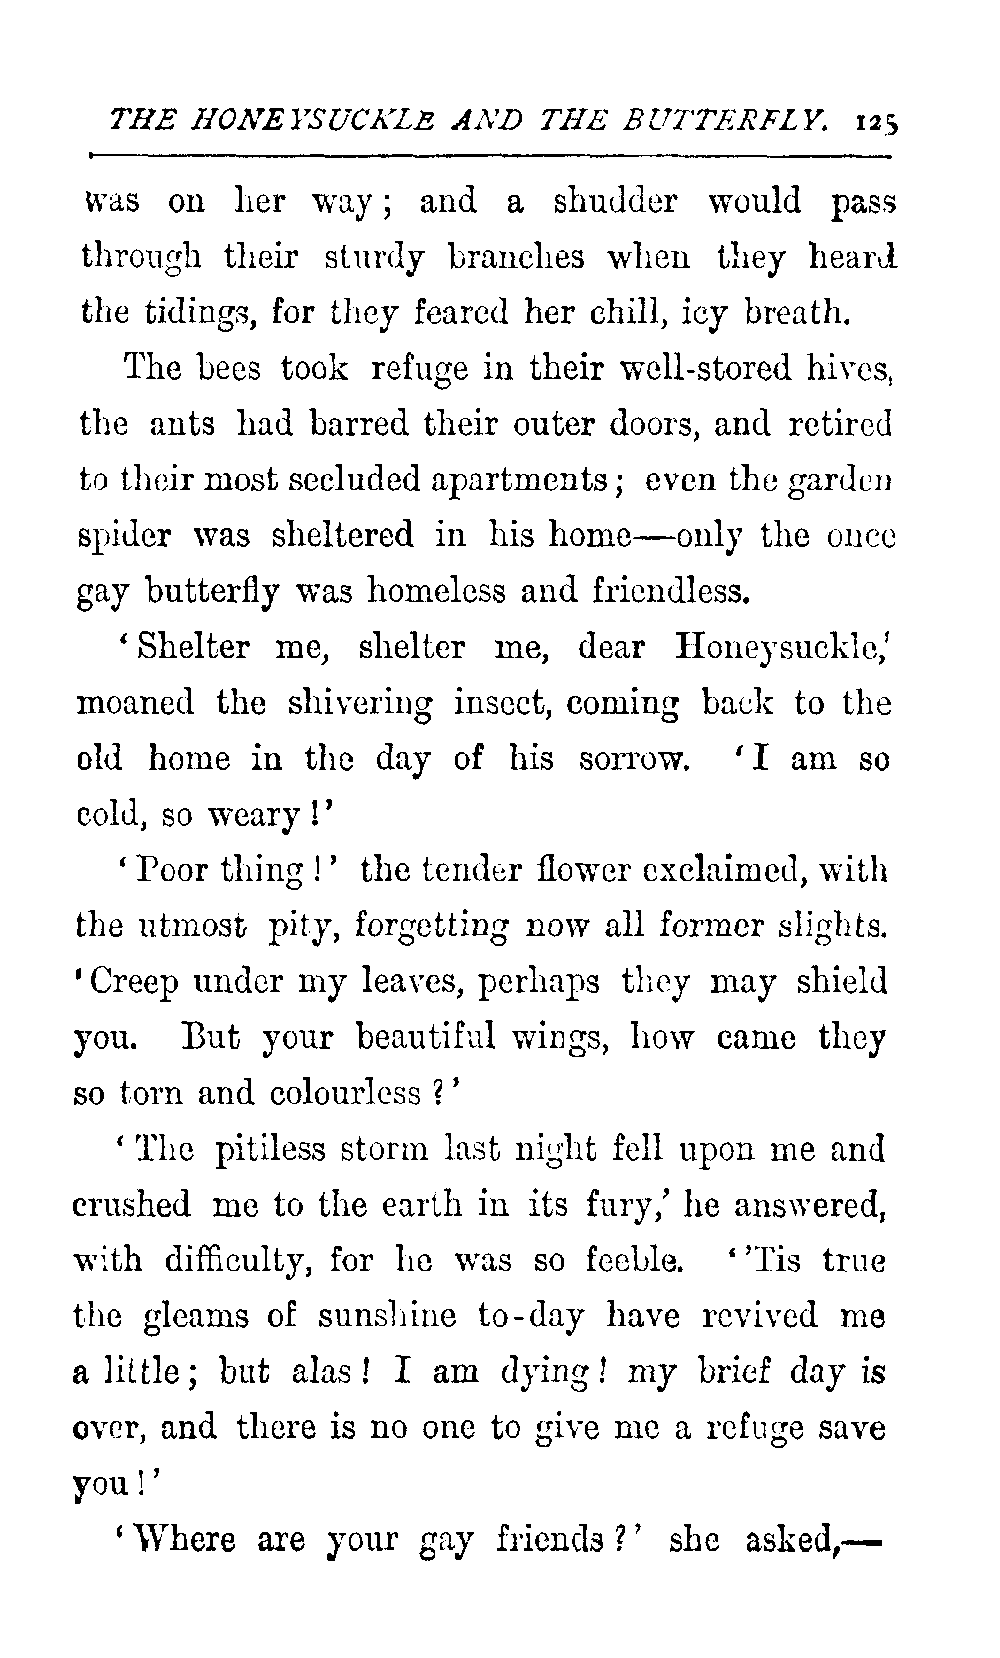 THE HONEYSUCKLE AND THE BUTTERFLY. 125
was on her way; and a shudder would pass
through their sturdy branches when they heard
the tidings, for they feared her chill, icy breath.
The bees took refuge in their well-stored hives,
the ants had barred their outer doors, and retired
to their most secluded apartments; even the garden
spider was sheltered in his home—only the once
gay butterfly was homeless and friendless.
‘Shelter me, shelter me, dear Honeysuckle,’
moaned the shivering insect, coming back to the
old home in the day of his sorrow. ‘I am so
cold, so weary!’
‘Poor thing!’ the tender flower exclaimed, with
the utmost pity, forgetting now all former slights.
‘Creep under my leaves, perhaps they may shield
you. But your beautiful wings, how came they
so torn and colourless?’
‘The pitiless storm last night fell upon me and
crushed me to the earth in its fury,’ he answered,
with difficulty, for he was so feeble. ‘’Tis true
the gleams of sunshine to-day have revived me
a little; but alas! I am dying! my brief day is
over, and there is no one to give me a refuge save
you!’
‘Where are your gay friends?’ she asked,—